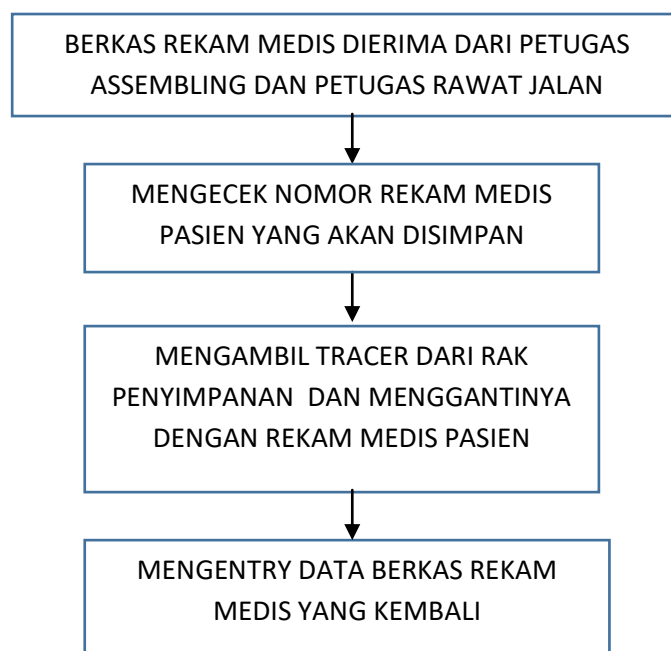 BERKAS REKAM MEDIS DIERIMA DARI PETUGAS
ASSEMBLING DAN PETUGAS RAWAT JALAN
MENGECEK NOMOR REKAM MEDIS
PASIEN YANG AKAN DISIMPAN
MENGAMBIL TRACER DARI RAK
PENYIMPANAN DAN MENGGANTINYA
DENGAN REKAM MEDIS PASIEN
MENGENTRY DATA BERKAS REKAM
MEDIS YANG KEMBALI